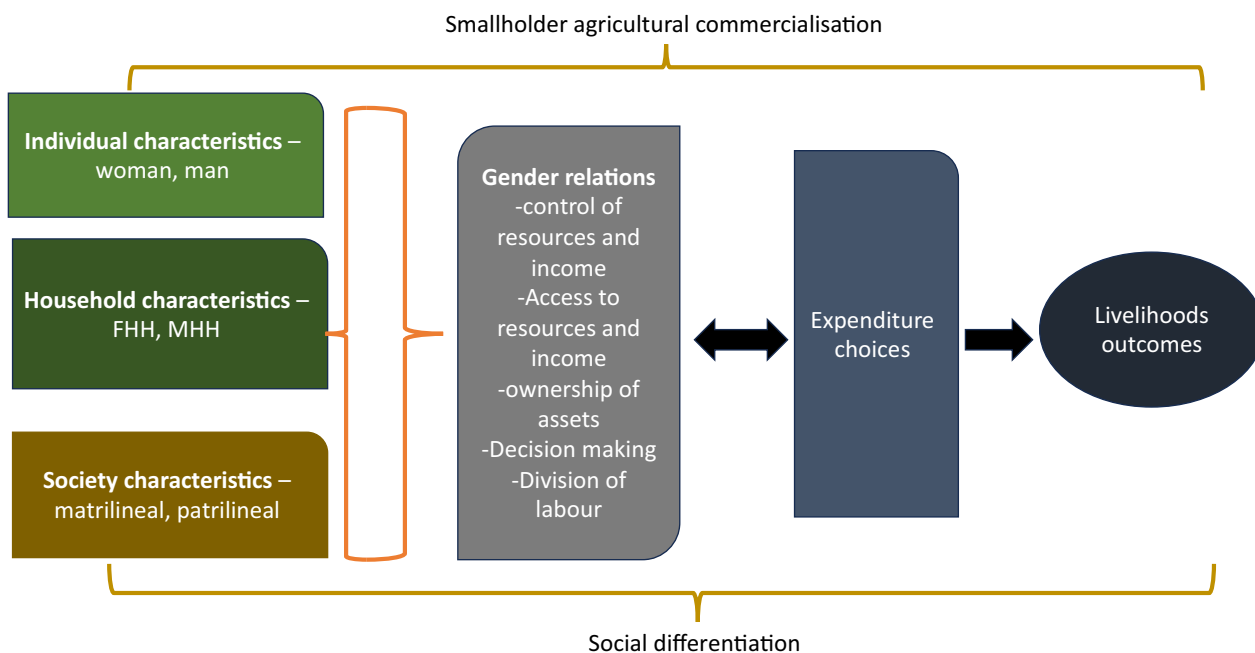 Smallholder agricultural commercialisation
Individual characteristics –
woman, man
Household characteristics –
FHH, MHH
Society characteristics –
matrilineal, patrilineal
Gender relations
-control of
resources and
income
-Access to
resources and
income
-ownership of
assets
-Decision making
-Division of
labour
Expenditure
choices
Livelihoods
outcomes
Social differentiation